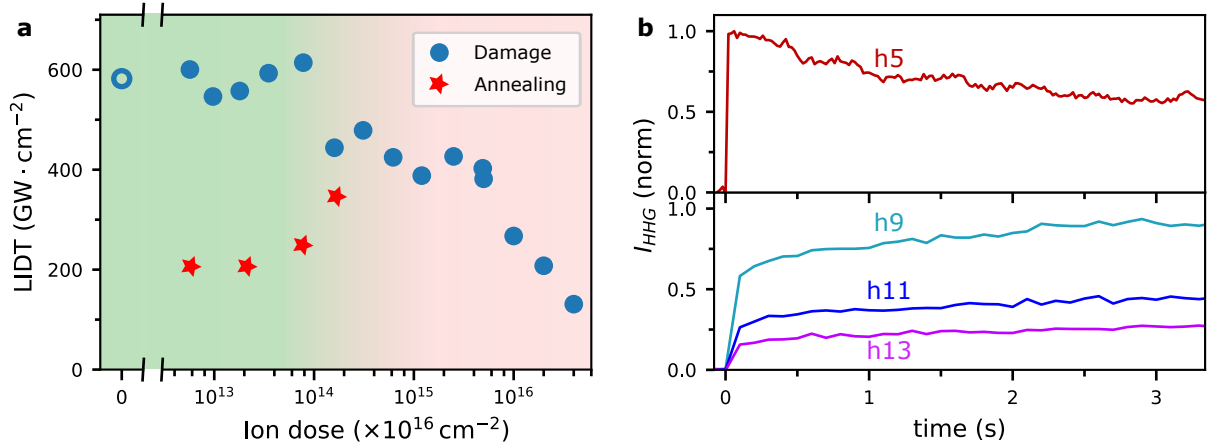 a
LIDT (GW · cm⁻²)
600
400
200
0
Damage
Annealing
0
10¹³
10¹⁴
10¹⁵
10¹⁶
Ion dose (×10¹⁶ cm⁻²)
b
I_HHG (norm)
1.0
0.5
0.0
h5
1.0
0.5
0.0
h9
h11
h13
0
1
2
3
time (s)